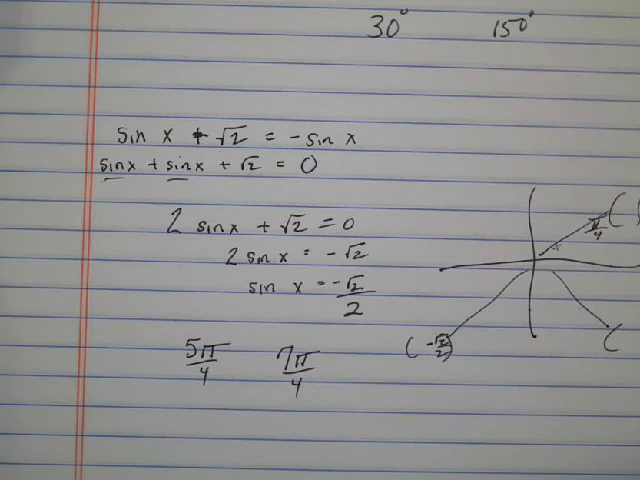 30° 150°
sin x + √2 = - sin x
sinx + sinx + √2 = 0
2 sinx + √2 = 0
2 sin x = - √2
sin x = -√2/2
π/4 (
(-√2/2) (
5π/4 7π/4